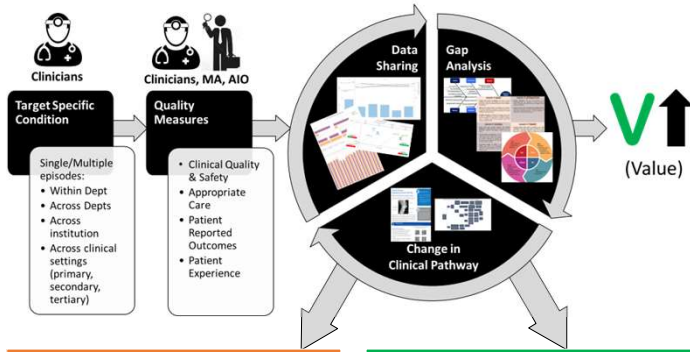 Clinicians
Clinicians, MA, AIO
Target Specific
Condition
Quality
Measures
Single/Multiple
episodes:
• Within Dept
• Across Depts
• Across
institution
• Across clinical
settings
(primary,
secondary,
tertiary)
• Clinical Quality
& Safety
• Appropriate
Care
• Patient
Reported
Outcomes
• Patient
Experience
Data
Sharing
Gap
Analysis
Change in
Clinical Pathway
V
(Value)